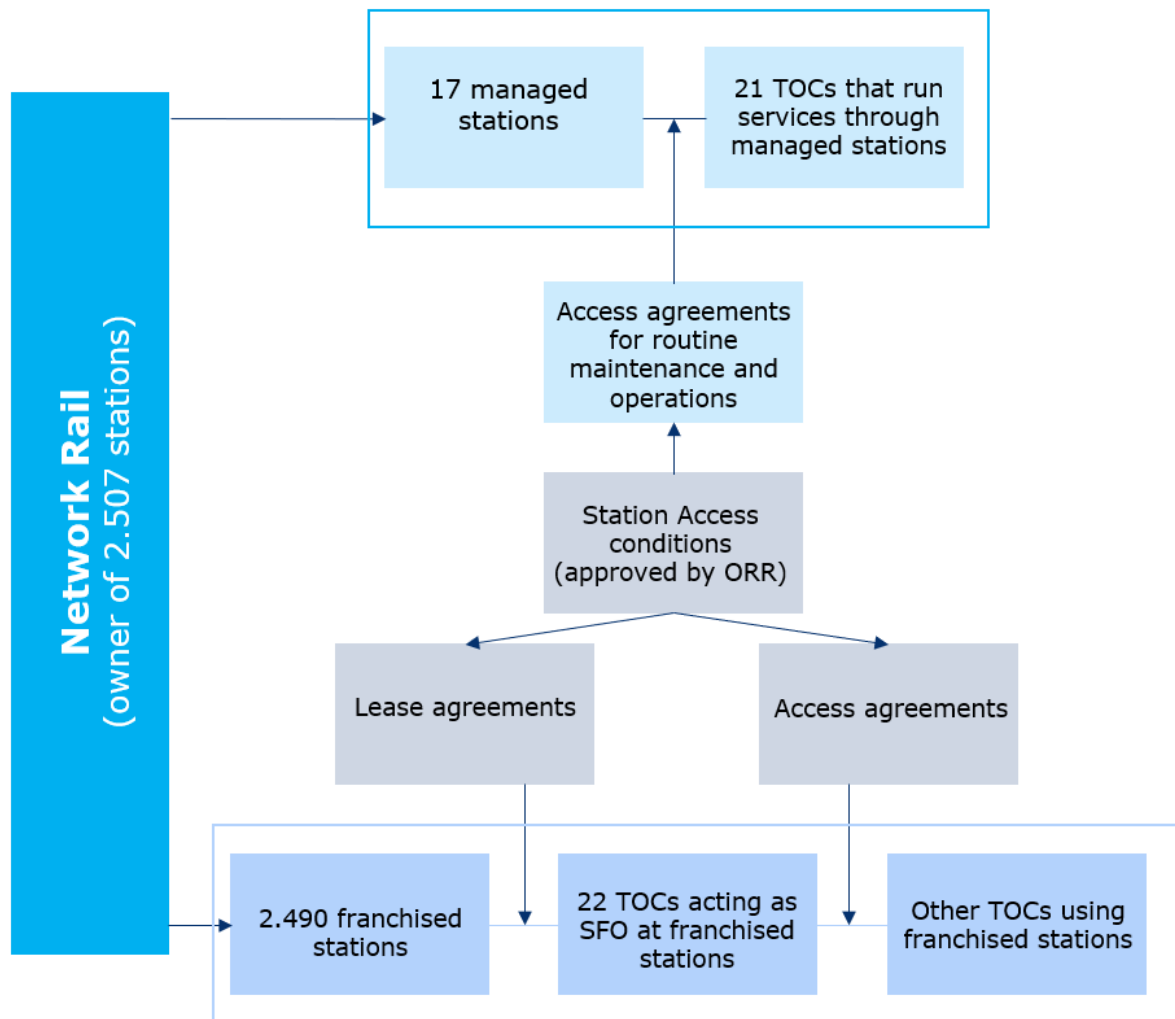 Network Rail
(owner of 2.507 stations)
17 managed
stations
21 TOCs that run
services through
managed stations
Access agreements
for routine
maintenance and
operations
Station Access
conditions
(approved by ORR)
Lease agreements
Access agreements
2.490 franchised
stations
22 TOCs acting as
SFO at franchised
stations
Other TOCs using
franchised stations